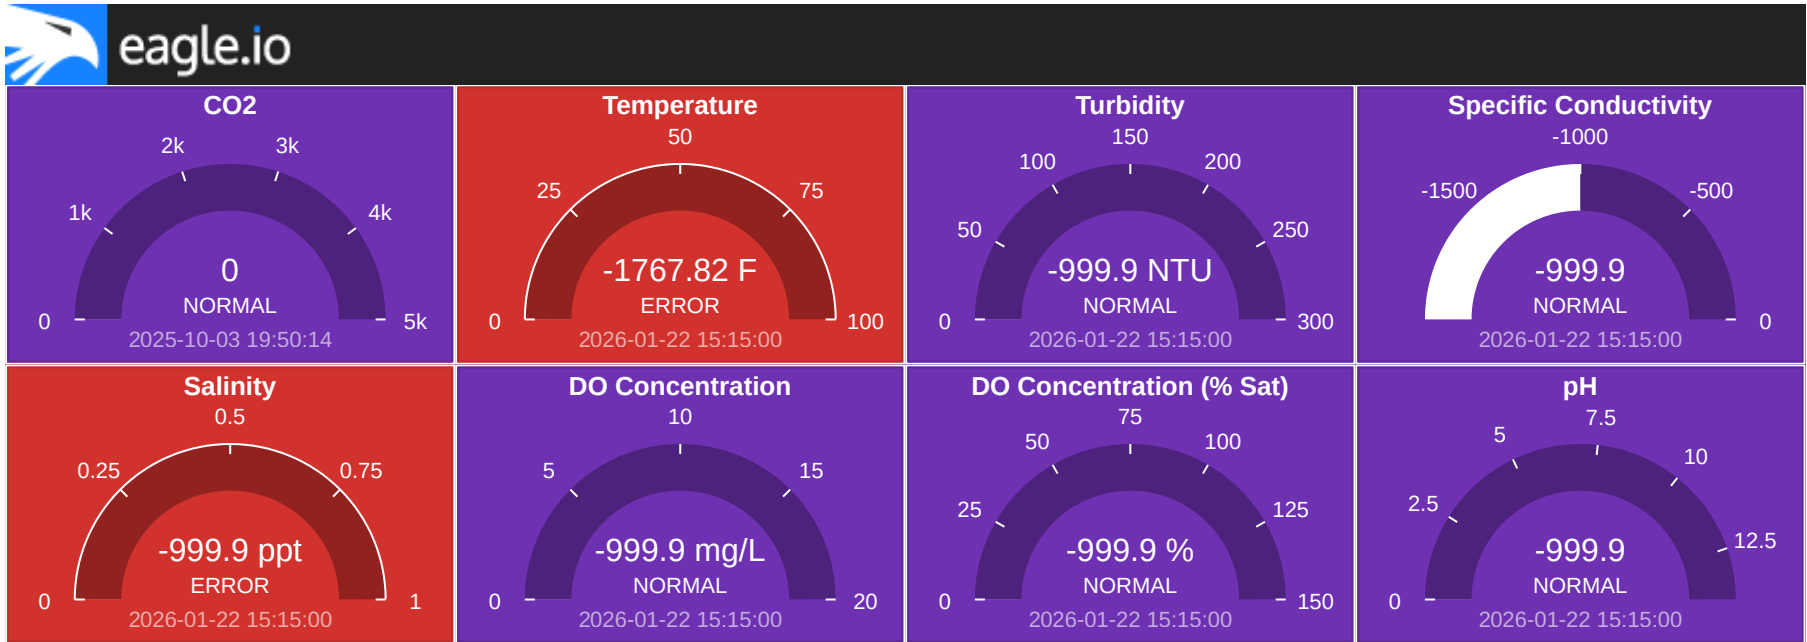 eagle.io
CO2
2k
3k
1k
4k
0
NORMAL
0
5k
2025-10-03 19:50:14
Temperature
50
25
75
-1767.82 F
ERROR
0
100
2026-01-22 15:15:00
Turbidity
150
100
200
50
250
-999.9 NTU
NORMAL
0
300
2026-01-22 15:15:00
Specific Conductivity
-1000
-1500
-500
-999.9
NORMAL
0
2026-01-22 15:15:00
Salinity
0.5
0.25
0.75
-999.9 ppt
ERROR
0
1
2026-01-22 15:15:00
DO Concentration
10
5
15
-999.9 mg/L
NORMAL
0
20
2026-01-22 15:15:00
DO Concentration (% Sat)
75
50
100
25
125
-999.9 %
NORMAL
0
150
2026-01-22 15:15:00
pH
7.5
5
10
2.5
12.5
-999.9
NORMAL
0
2026-01-22 15:15:00